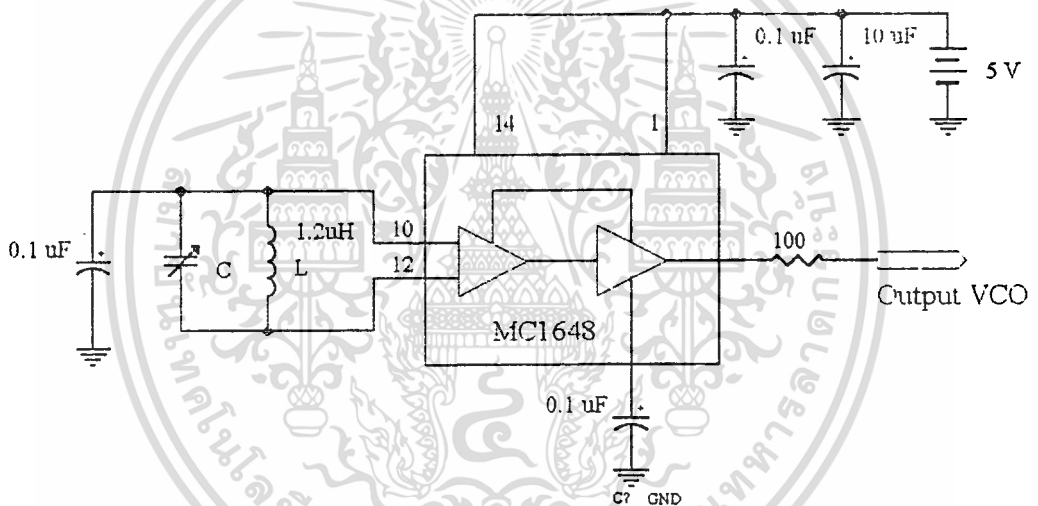 0.1 uF
10 uF
5 V
14
1
0.1 uF
C
1.2uH
L
10
12
MC1648
100
Output VCO
0.1 uF
C? GND